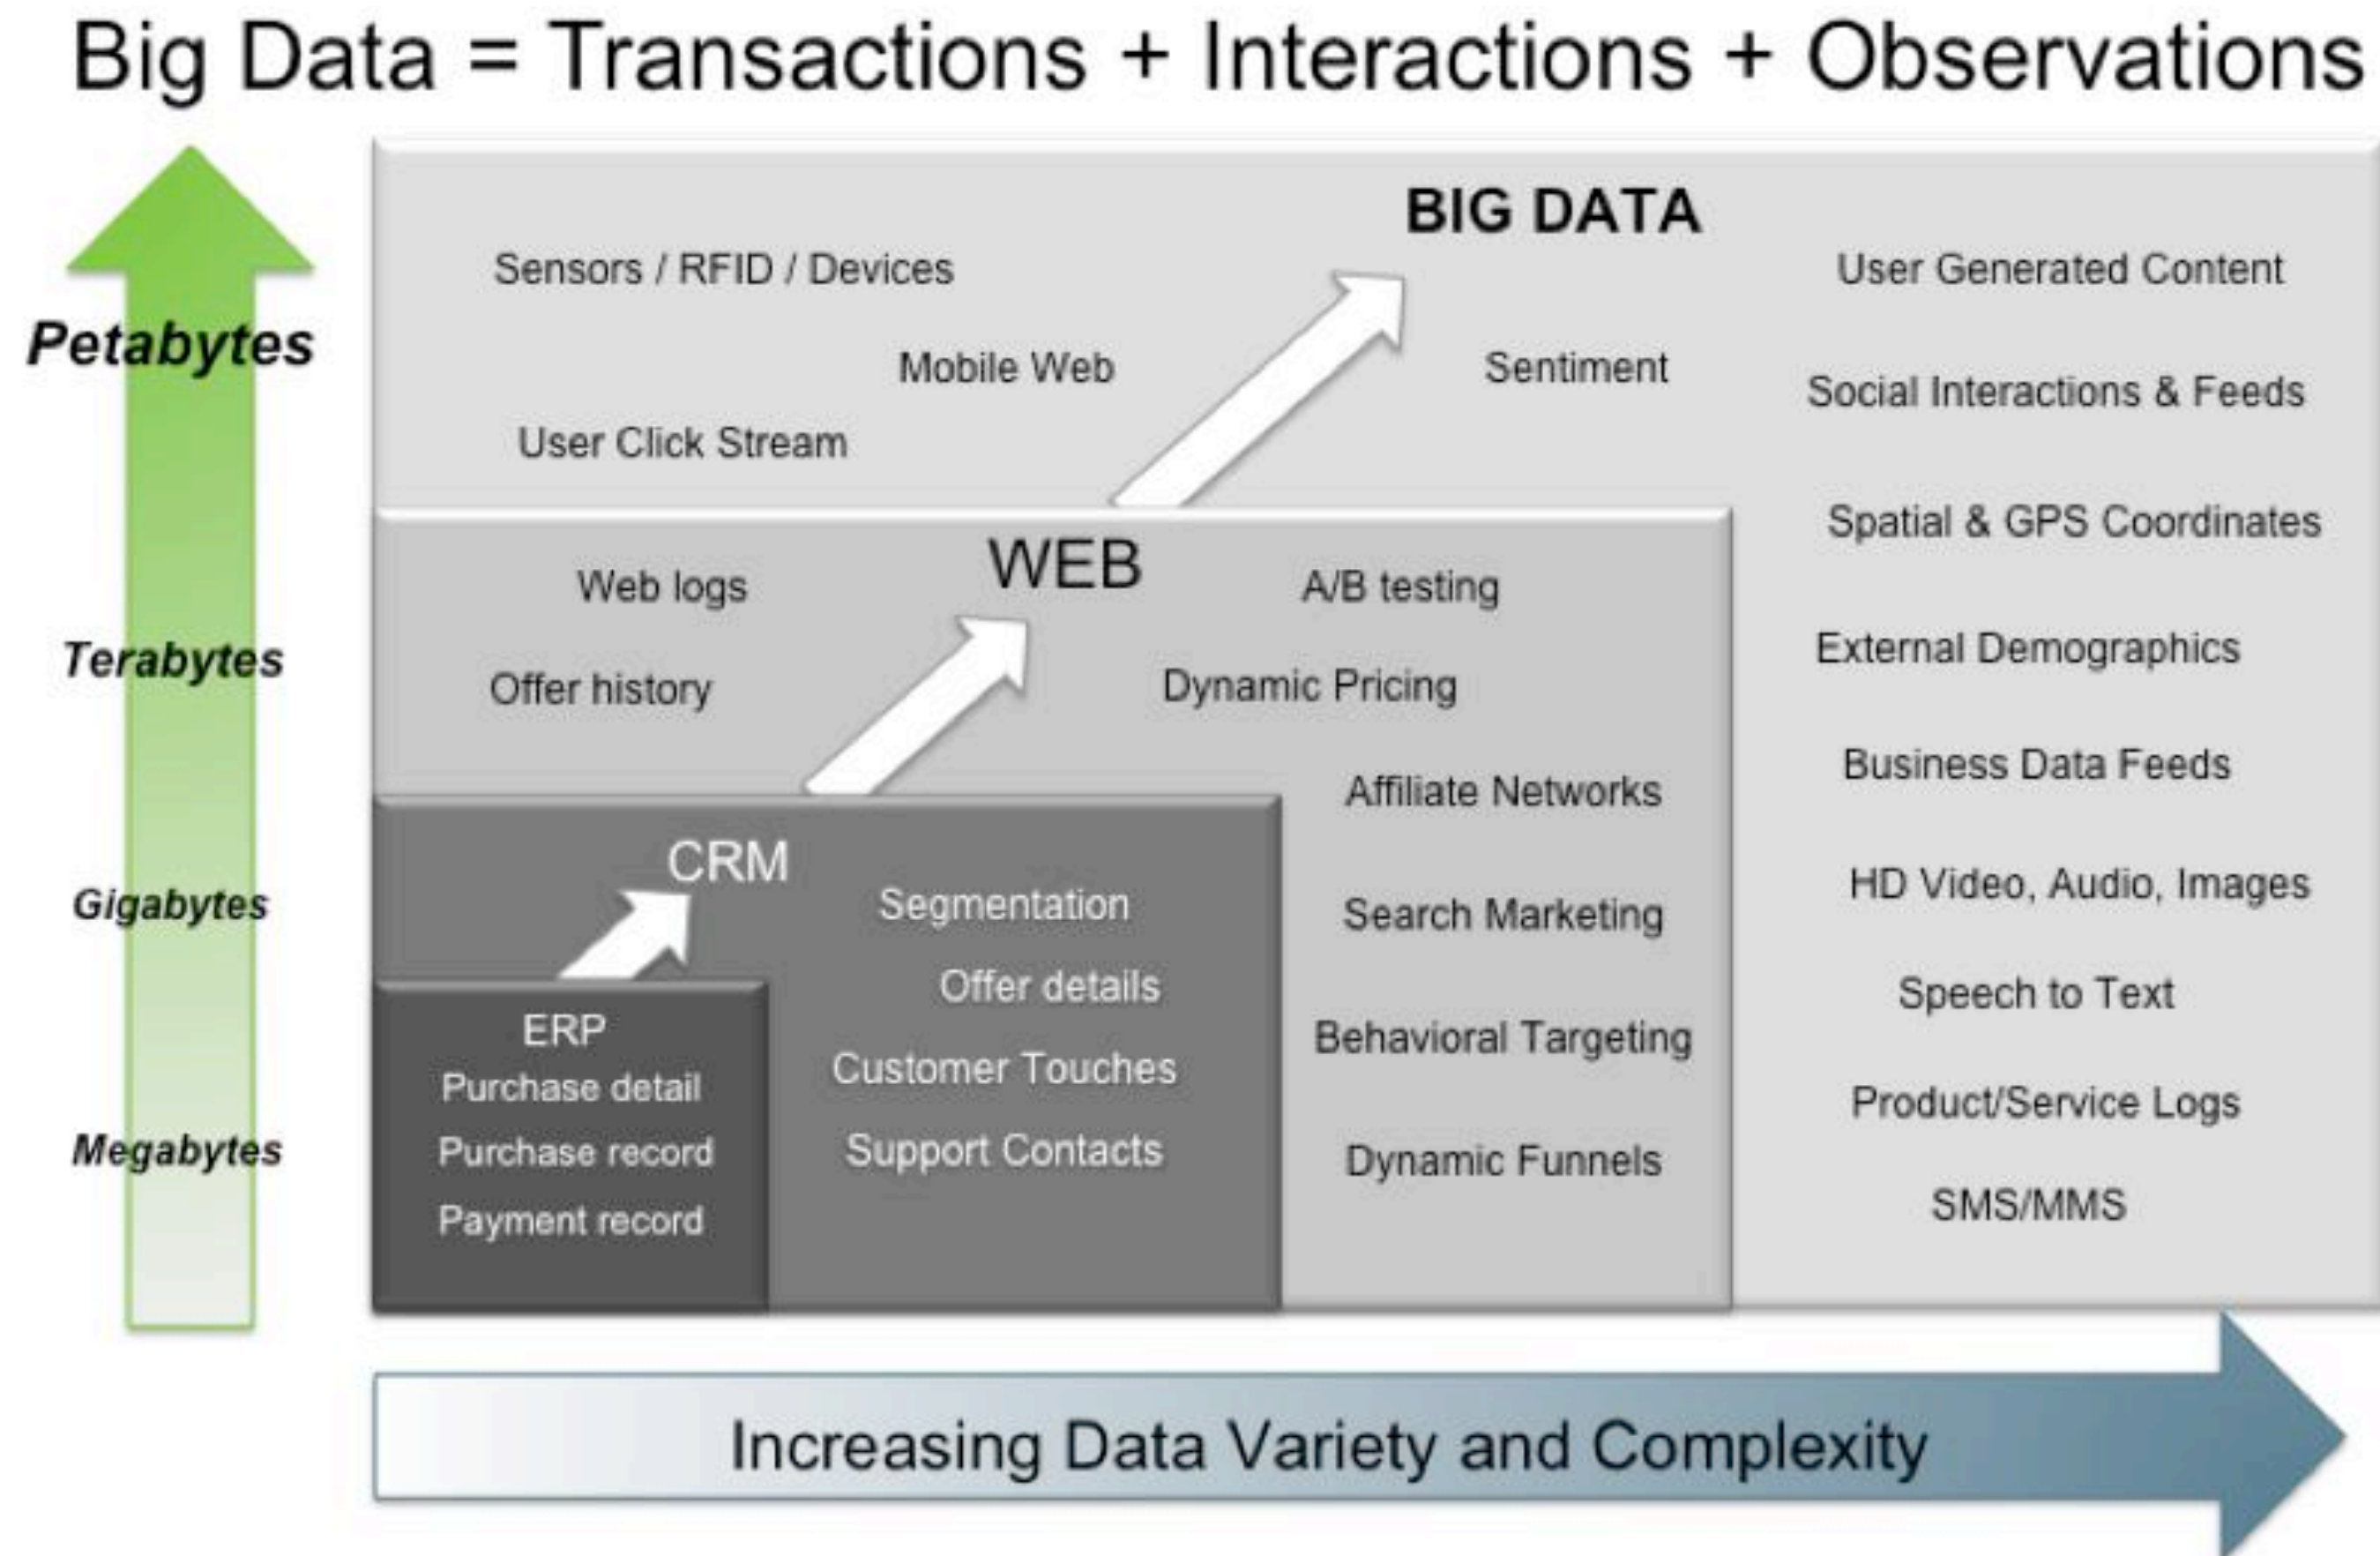 Big Data = Transactions + Interactions + Observations
BIG DATA
Sensors / RFID / Devices
User Generated Content
Petabytes
Mobile Web
Sentiment
Social Interactions & Feeds
User Click Stream
Spatial & GPS Coordinates
WEB
Web logs
A/B testing
External Demographics
Terabytes
Offer history
Dynamic Pricing
Business Data Feeds
Affiliate Networks
CRM
HD Video, Audio, Images
Gigabytes
Segmentation
Search Marketing
Offer details
Speech to Text
ERP
Behavioral Targeting
Customer Touches
Purchase detail
Product/Service Logs
Megabytes
Purchase record
Support Contacts
Dynamic Funnels
SMS/MMS
Payment record
Increasing Data Variety and Complexity